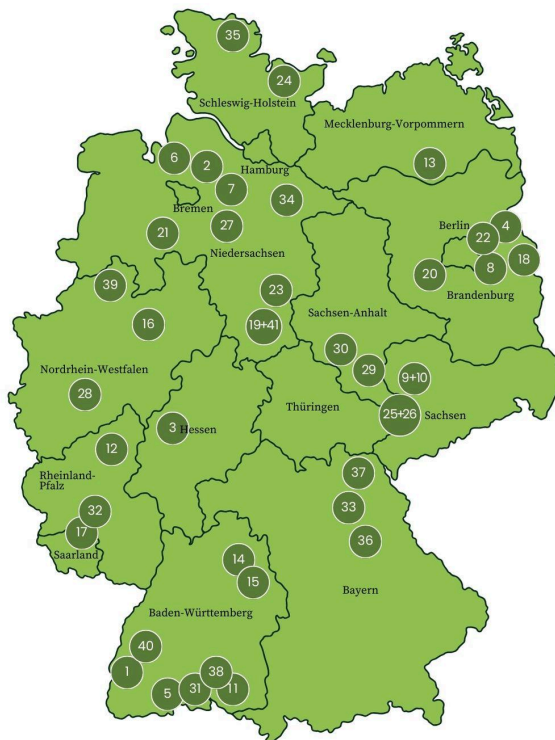 35
24
Schleswig-Holstein
Mecklenburg-Vorpommern
13
6
2
Hamburg
7
34
Bremen
27
21
Niedersachsen
4
Berlin
22
18
8
20
Brandenburg
39
23
16
19+41
Sachsen-Anhalt
30
29
9+10
25+26
Sachsen
Nordrhein-Westfalen
28
Thüringen
3
Hessen
12
Rheinland-
Pfalz
32
17
Saarland
37
33
36
14
15
Bayern
Baden-Württemberg
40
1
38
5
31
11